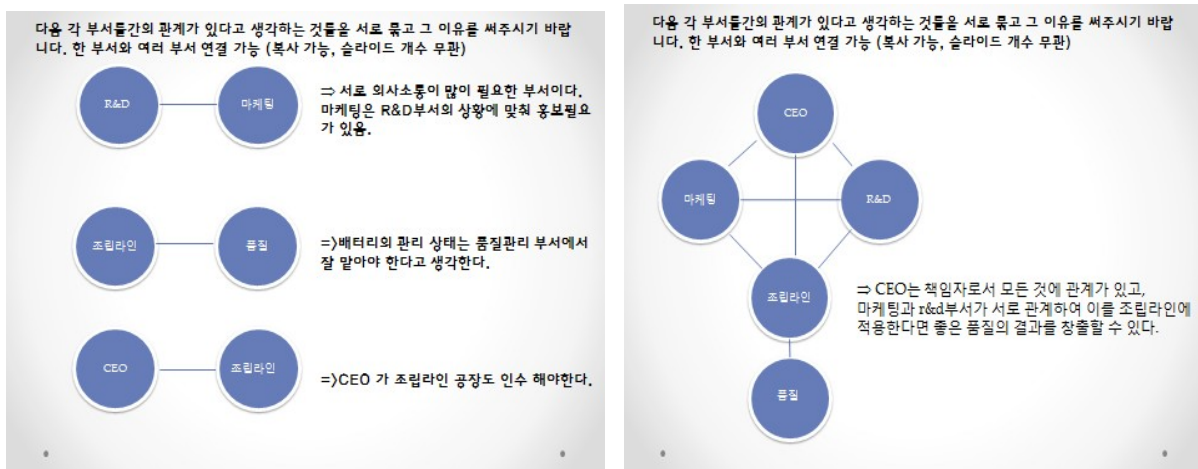 다음 각 부서들간의 관계가 있다고 생각하는 것들을 서로 묶고 그 이유를 써주시기 바랍
니다. 한 부서와 여러 부서 연결 가능 (복사 가능, 슬라이드 개수 무관)
R&D
마케팅
⇒ 서로 의사소통이 많이 필요한 부서이다.
마케팅은 R&D부서의 상황에 맞춰 홍보필요
가 있음.
조립라인
품질
=>배터리의 관리 상태는 품질관리 부서에서
잘 맡아야 한다고 생각한다.
CEO
조립라인
=>CEO 가 조립라인 공장도 인수 해야한다.
다음 각 부서들간의 관계가 있다고 생각하는 것들을 서로 묶고 그 이유를 써주시기 바랍
니다. 한 부서와 여러 부서 연결 가능 (복사 가능, 슬라이드 개수 무관)
CEO
마케팅
R&D
조립라인
⇒ CEO는 책임자로서 모든 것에 관계가 있고,
마케팅과 r&d부서가 서로 관계하여 이를 조립라인에
적용한다면 좋은 품질의 결과를 창출할 수 있다.
품질